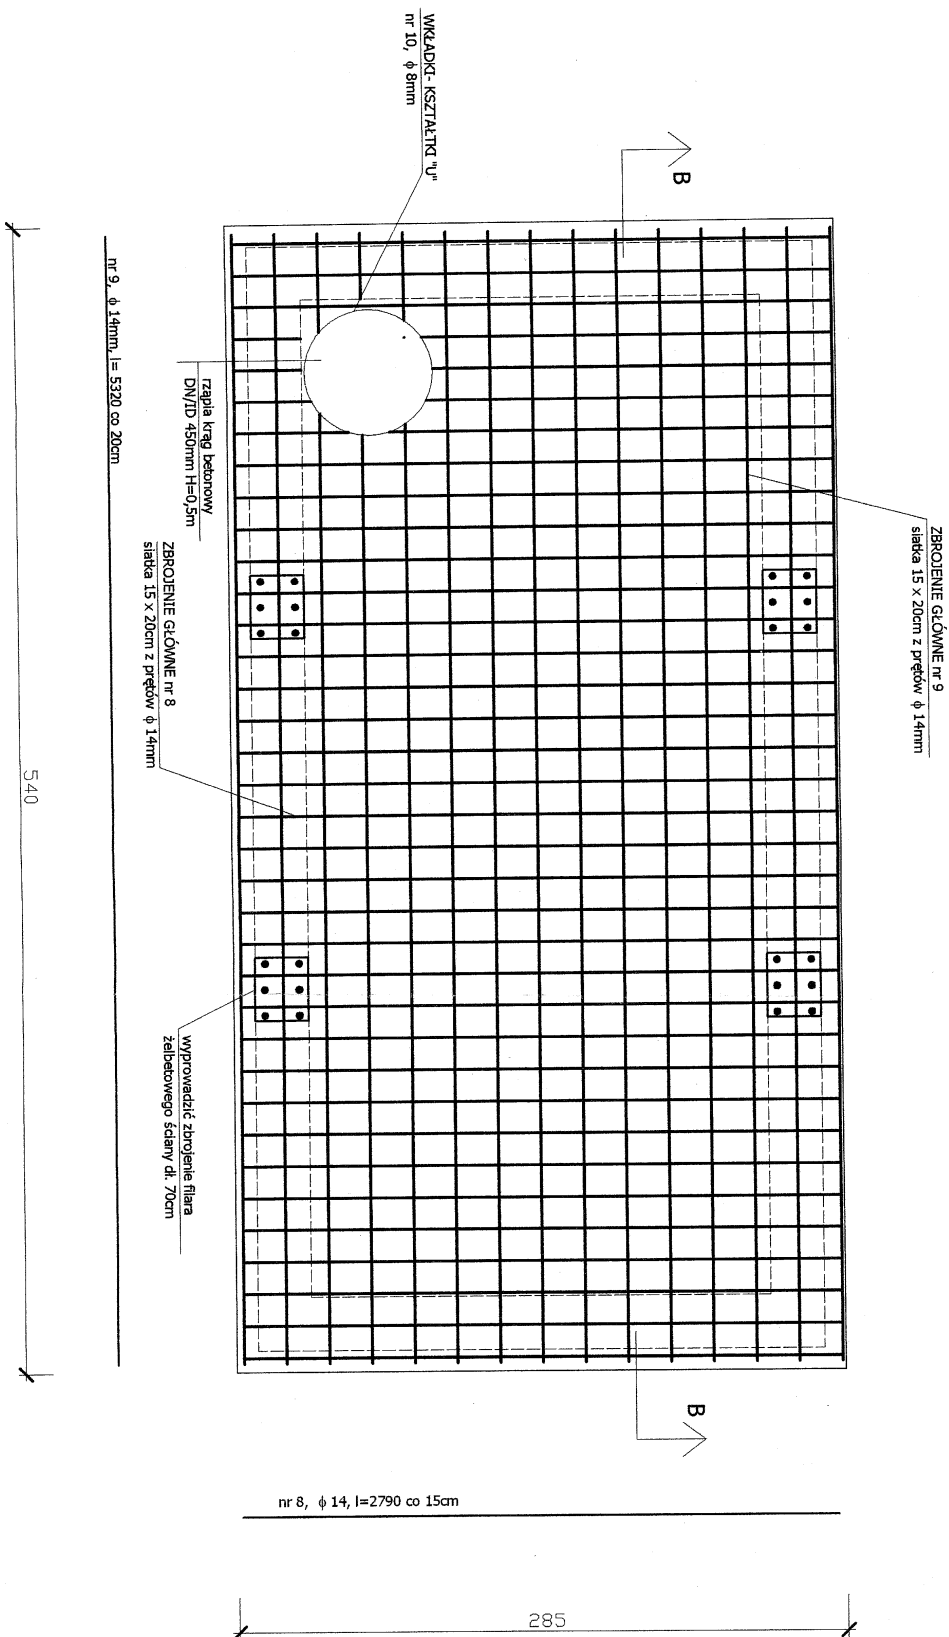 WKŁADKI- KSZTAŁTKI "U"
nr 10, ϕ 8mm
B
ZBROJENIE GŁÓWNE nr 9
siatka 15 x 20cm z prętów ϕ 14mm
nr 9, ϕ 14mm, l= 5320 co 20cm
rząpia krąg betonowy
DN/ID 450mm H=0,5m
ZBROJENIE GŁÓWNE nr 8
siatka 15 x 20cm z prętów ϕ 14mm
540
wyprowadzić zbrojenie filara
żelbetowego ściany dł. 70cm
B
nr 8, ϕ 14, l=2790 co 15cm
285